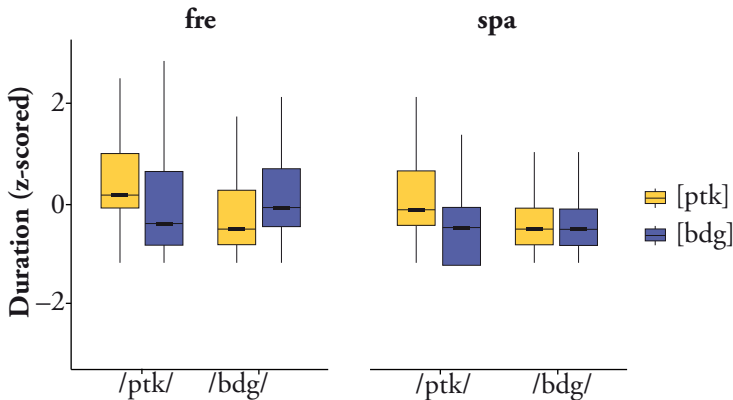 fre
spa
Duration (z-scored)
2
0
−2
/ptk/ /bdg/
/ptk/ /bdg/
[ptk]
[bdg]